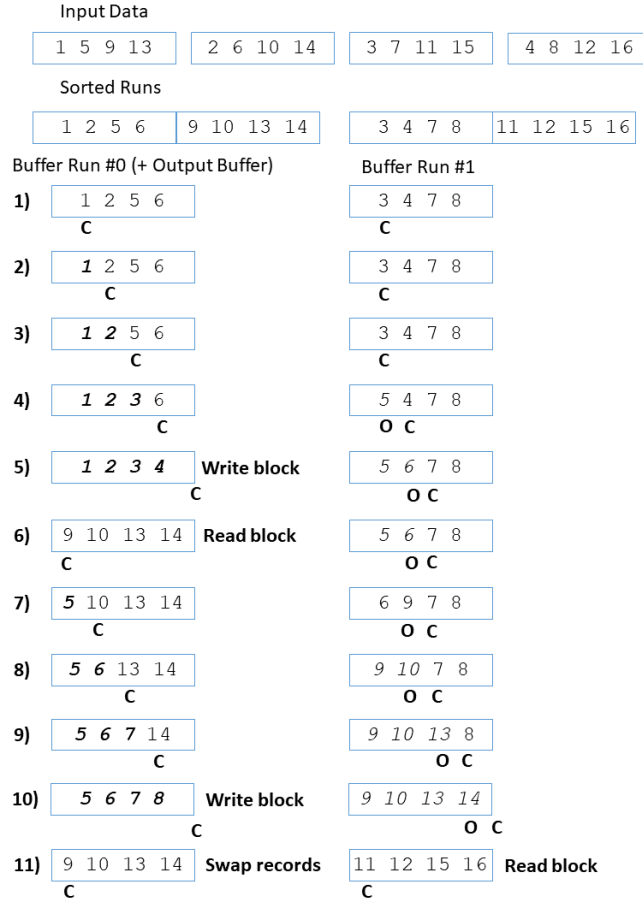 Input Data
1 5 9 13 2 6 10 14 3 7 11 15 4 8 12 16
Sorted Runs
1 2 5 6 9 10 13 14 3 4 7 8 11 12 15 16
Buffer Run #0 (+ Output Buffer) Buffer Run #1
1) 1 2 5 6 3 4 7 8
C C
2) 1 2 5 6 3 4 7 8
C C
3) 1 2 5 6 3 4 7 8
C C
4) 1 2 3 6 5 4 7 8
C O C
5) 1 2 3 4 Write block 5 6 7 8
C O C
6) 9 10 13 14 Read block 5 6 7 8
C O C
7) 5 10 13 14 6 9 7 8
C O C
8) 5 6 13 14 9 10 7 8
C O C
9) 5 6 7 14 9 10 13 8
C O C
10) 5 6 7 8 Write block 9 10 13 14
C O C
11) 9 10 13 14 Swap records 11 12 15 16 Read block
C C